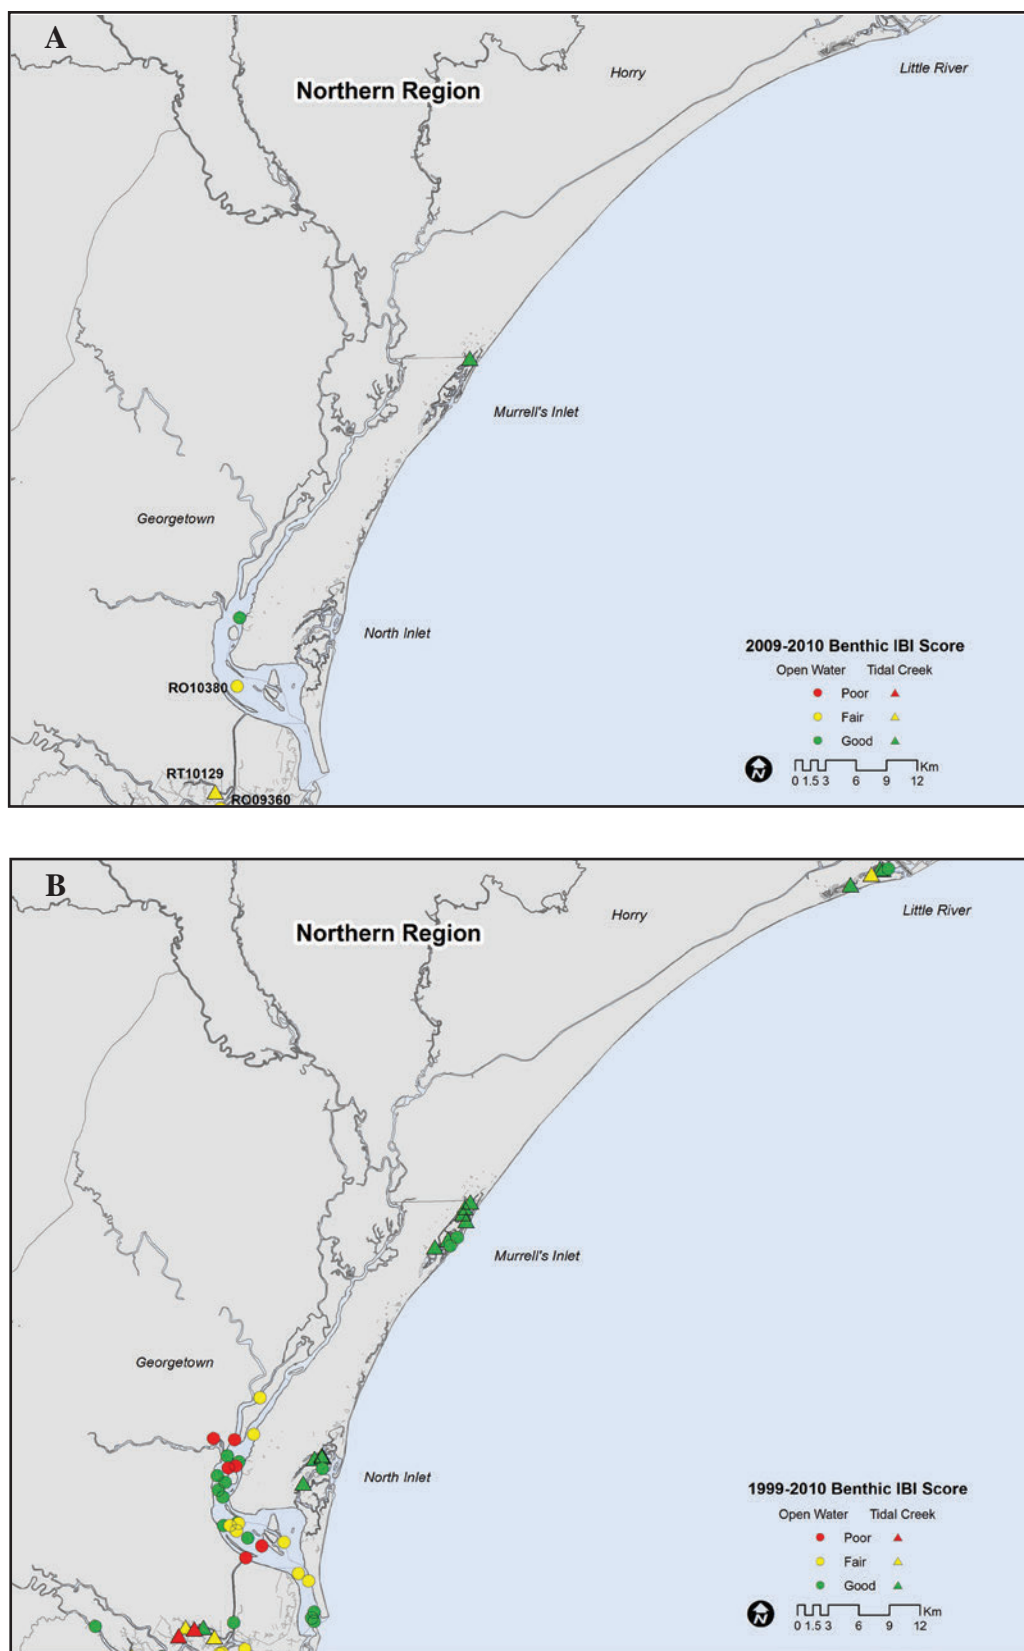 A
Northern Region
Horry
Little River
Murrell's Inlet
Georgetown
North Inlet
RO10380
RT10129
RO09360
2009-2010 Benthic IBI Score
Open Water Tidal Creek
Poor
Fair
Good
N
Km
0 1.5 3 6 9 12
B
Northern Region
Horry
Little River
Murrell's Inlet
Georgetown
North Inlet
1999-2010 Benthic IBI Score
Open Water Tidal Creek
Poor
Fair
Good
N
Km
0 1.5 3 6 9 12